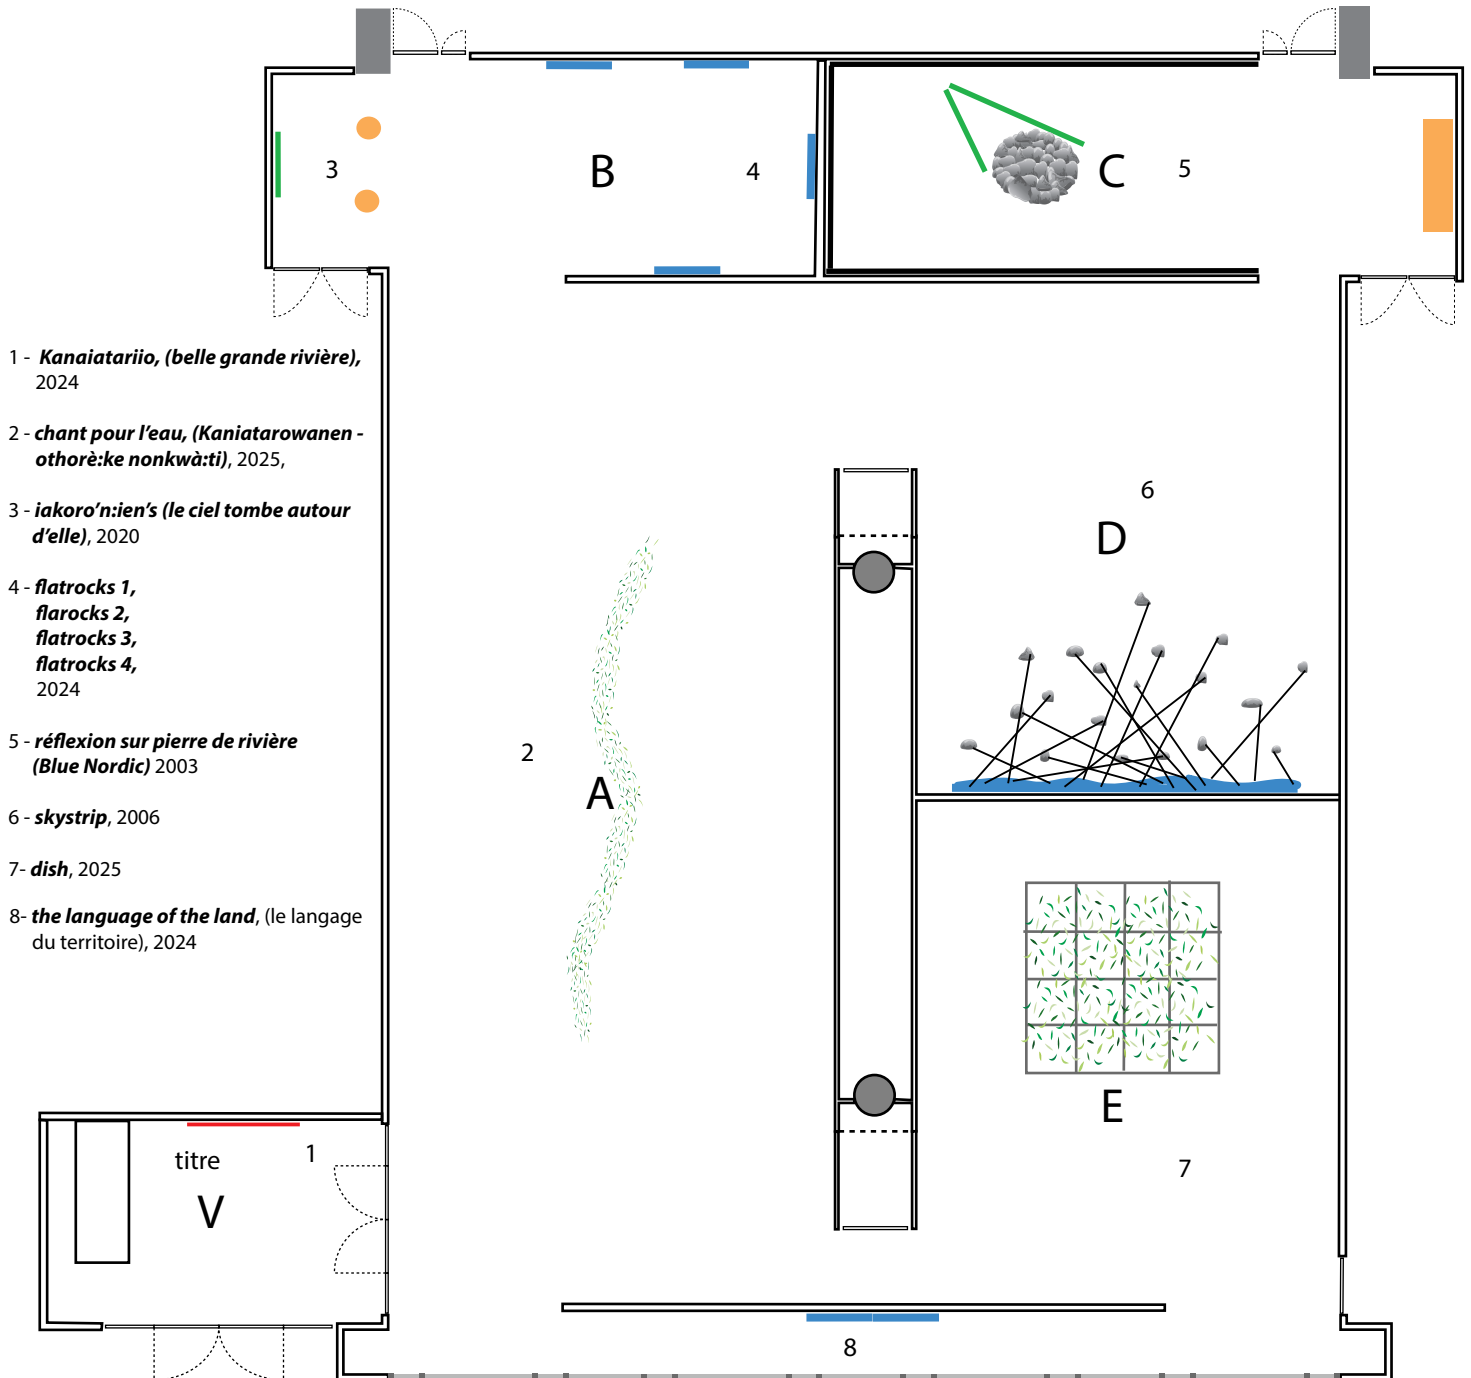 3
B
4
C
5
1 - Kanaiatariio, (belle grande rivière),
2024
2 - chant pour l'eau, (Kaniatarowanen -
othorè:ke nonkwà:ti), 2025,
3 - iakoro'n:ien's (le ciel tombe autour
d'elle), 2020
4 - flatrocks 1,
flarocks 2,
flatrocks 3,
flatrocks 4,
2024
5 - réflexion sur pierre de rivière
(Blue Nordic) 2003
6 - skystrip, 2006
7- dish, 2025
8- the language of the land, (le langage
du territoire), 2024
6
D
2
A
E
7
titre
1
V
8